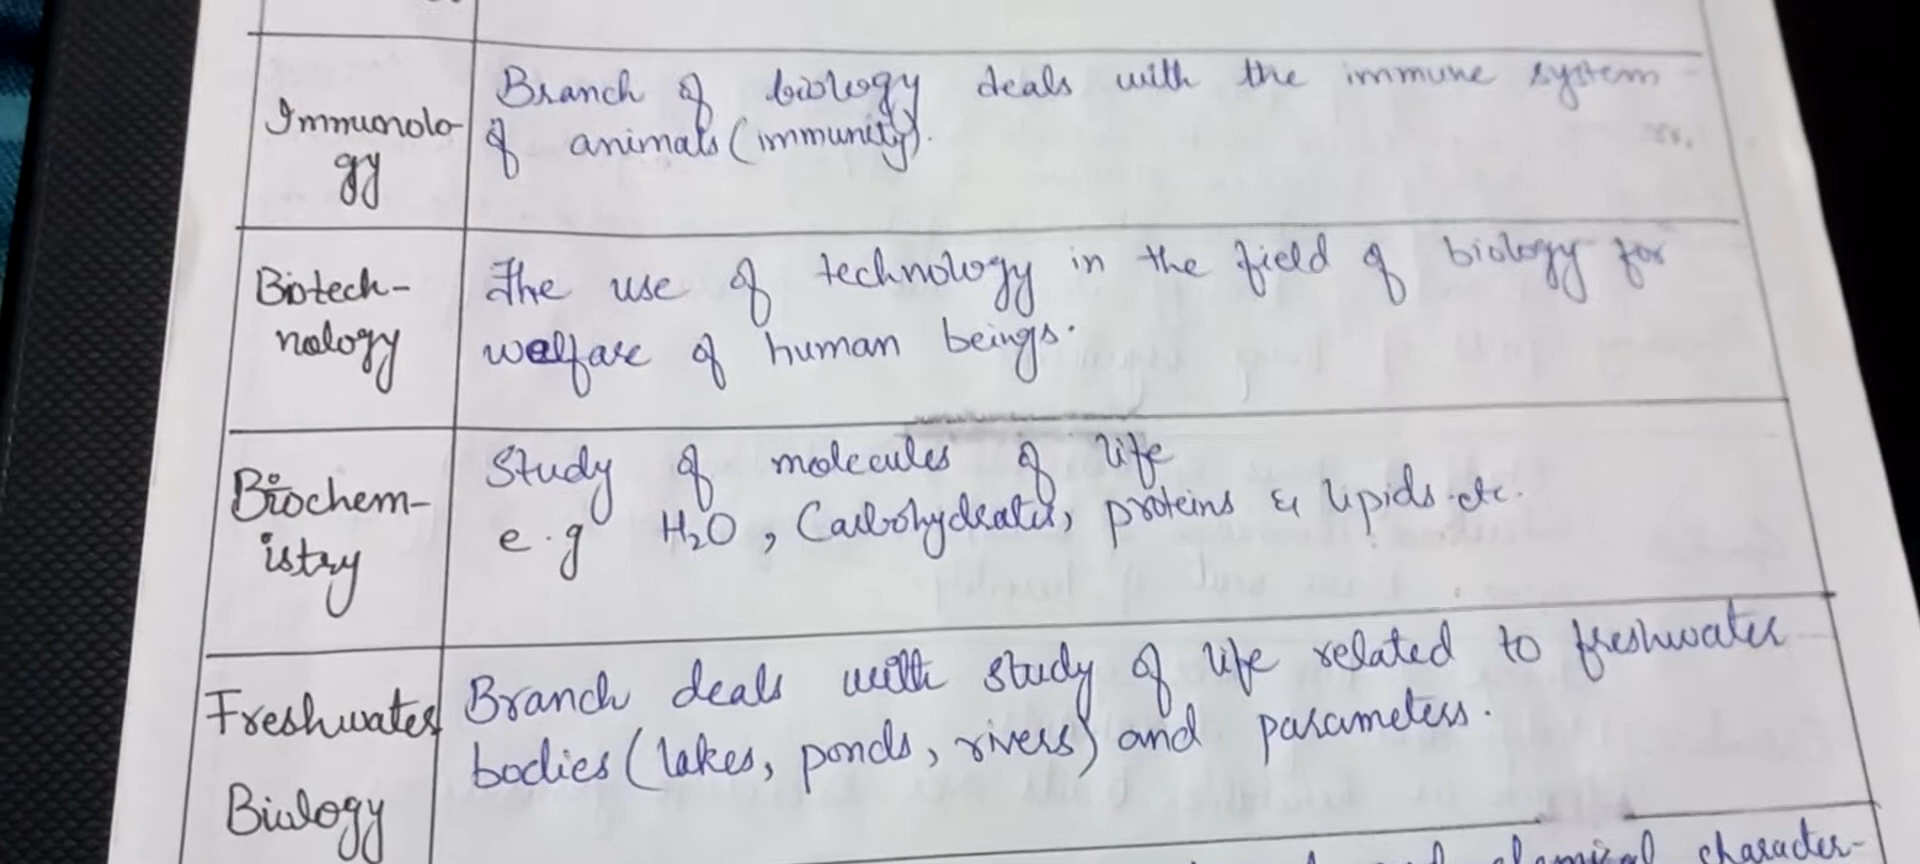 Immunolo-
gy
Branch of biology deals with the immune system
of animals (immunity).
Biotech-
nology
The use of technology in the field of biology for
welfare of human beings.
Biochem-
istry
Study of molecules of life
e.g H₂O, Carbohydrates, proteins & lipids etc.
Freshwater
Biology
Branch deals with study of life related to freshwater
bodies (lakes, ponds, rivers) and parameters.
chemical character-